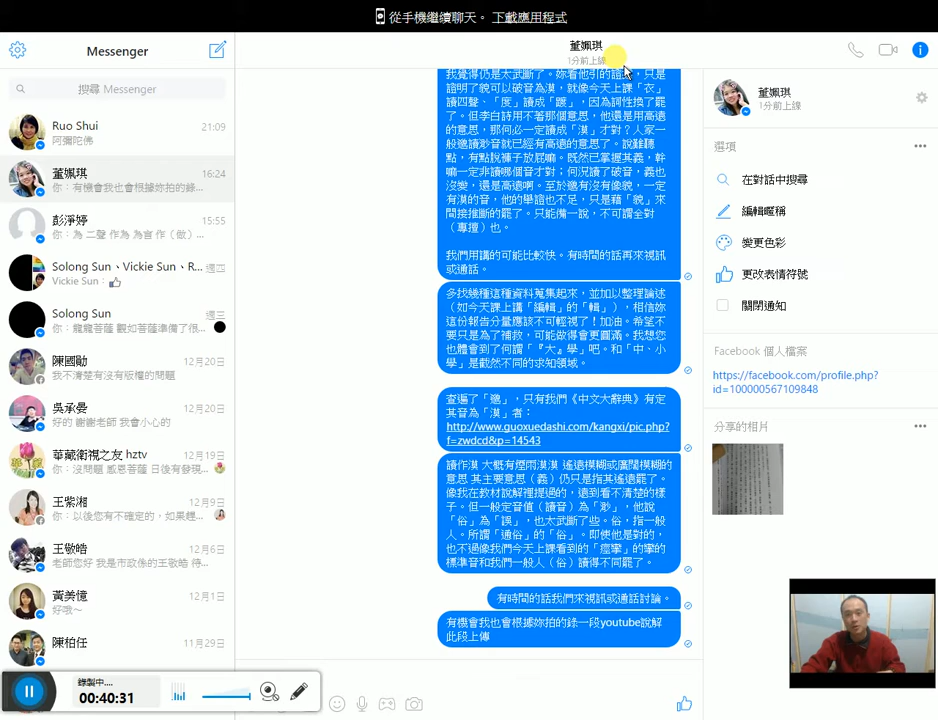 從手機繼續聊天。 下載應用程式
Messenger
搜尋 Messenger
Ruo Shui
21:09
阿彌陀佛
董姵琪
16:24
你：有機會我也會根據妳拍的錄...
彭淨婷
15:55
你：為 二聲 作為 為官 作（做）...
Solong Sun、Vickie Sun、R...
週四
Vickie Sun：
Solong Sun
週三
你：龍龍菩薩 觀如菩薩準備了很...
陳國勛
12月20日
我不清楚有沒有版權的問題
吳承晏
12月20日
好的 謝謝老師 我會小心的
華藏衛視之友 hztv
12月19日
你：沒問題 感恩菩薩 日後有發現...
王紫湘
12月9日
你：以後您有不確定的，如果趕...
王敬皓
12月6日
老師您好 我是市政係的王敬皓 待...
黃美憶
12月1日
好哦～
陳柏任
11月29日
錄製中...
00:40:31
董姵琪
1分前上線
我覺得仍是太武斷了。妳看他引的證據，只是
證明了貌可以破音為漠，就像今天上課「衣」
讀四聲、「度」讀成「踱」，因為詞性換了罷
了。但李白詩用不著那個意思，他還是用高遠
的意思，那何必一定讀成「漠」才對？人家一
般邈讀渺音就已經有高遠的意思了。說難聽
點，有點說褲子放屁嘛。既然已掌握其義，幹
嘛一定非讀哪個音才對；何況讀了破音，義也
沒變，還是高遠啊。至於邈有沒有像貌，一定
有漠的音，他的舉證也不足，只是藉「貌」來
間接推斷的罷了。只能備一說，不可謂全對
（專擅）也。
我們用講的可能比較快。有時間的話再來視訊
或通話。
多找幾種這種資料蒐集起來，並加以整理論述
（如今天課上講「編輯」的「輯」），相信妳
這份報告分量應該不可輕視了！加油。希望不
要只是為了補救，可能做得會更圓滿。我想您
也體會到了何謂「『大』學」吧。和「中、小
學」是截然不同的求知領域。
查遍了「邈」，只有我們《中文大辭典》有定
其音為「漠」者：
http://www.guoxuedashi.com/kangxi/pic.php?
f=zwdcd&p=14543
讀作漠 大概有煙雨漠漠 遙遠模糊或廣闊模糊的
意思 其主要意思（義）仍只是指其遙遠罷了。
像我在教材說解裡提過的，遠到看不清楚的樣
子。但一般定音值（讀音）為「渺」，他說
「俗」為「誤」，也太武斷了些。俗，指一般
人。所謂「通俗」的「俗」。即使他是對的，
也不過像我們今天上課看到的「痙攣」的攣的
標準音和我們一般人（俗）讀得不同罷了。
有時間的話我們來視訊或通話討論。
有機會我也會根據妳拍的錄一段youtube說解
此段上傳
董姵琪
1分前上線
選項
在對話中搜尋
編輯暱稱
變更色彩
更改表情符號
關閉通知
Facebook 個人檔案
https://facebook.com/profile.php?
id=100000567109848
分享的相片